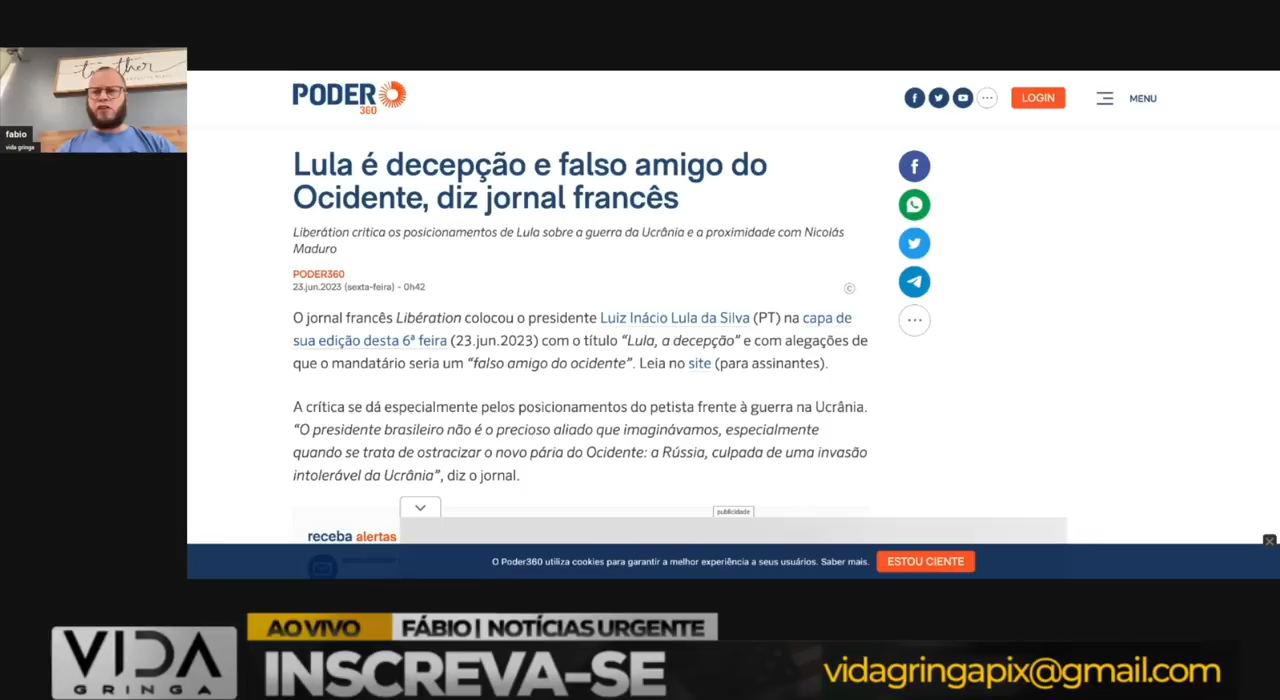 together
fabio
vida gringa
PODER
360
LOGIN
MENU
Lula é decepção e falso amigo do
Ocidente, diz jornal francês
Liberátion critica os posicionamentos de Lula sobre a guerra da Ucrânia e a proximidade com Nicolás
Maduro
PODER360
23.jun.2023 (sexta-feira) - 0h42
O jornal francês Libération colocou o presidente Luiz Inácio Lula da Silva (PT) na capa de
sua edição desta 6ª feira (23.jun.2023) com o título “Lula, a decepção” e com alegações de
que o mandatário seria um “falso amigo do ocidente”. Leia no site (para assinantes).
A crítica se dá especialmente pelos posicionamentos do petista frente à guerra na Ucrânia.
“O presidente brasileiro não é o precioso aliado que imaginávamos, especialmente
quando se trata de ostracizar o novo pária do Ocidente: a Rússia, culpada de uma invasão
intolerável da Ucrânia”, diz o jornal.
publicidade
receba alertas
O Poder360 utiliza cookies para garantir a melhor experiência a seus usuários. Saber mais.
ESTOU CIENTE
AO VIVO
FÁBIO | NOTÍCIAS URGENTE
VIDA
GRINGA
INSCREVA-SE
vidagringapix@gmail.com